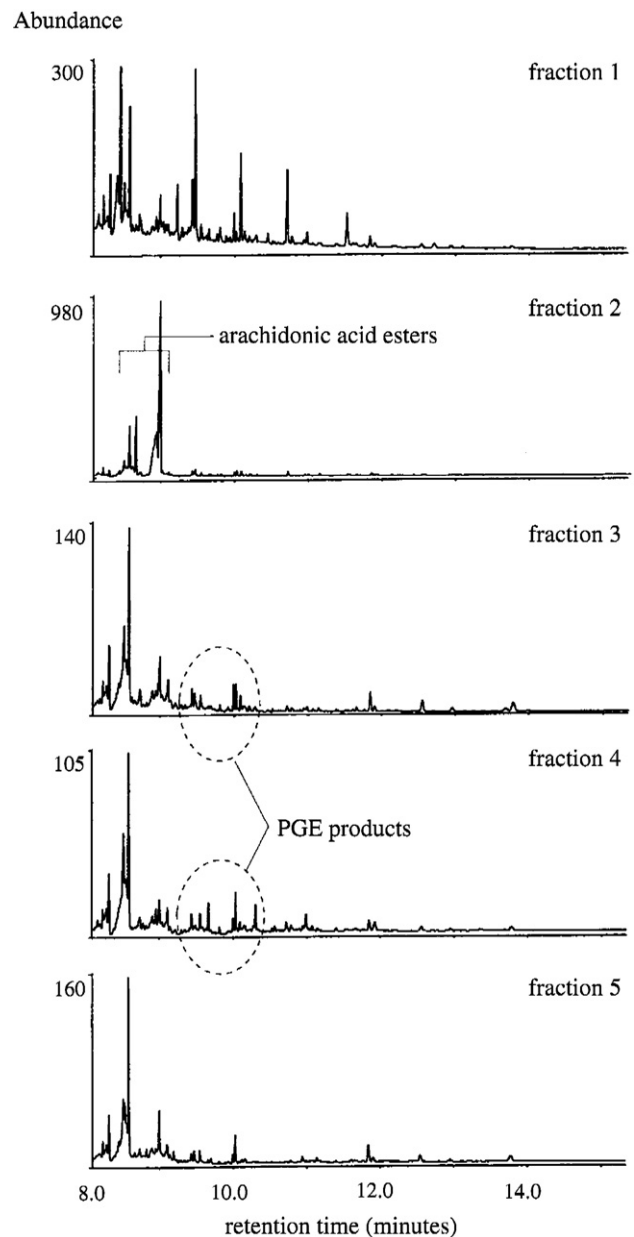 Abundance
300
fraction 1
980
fraction 2
arachidonic acid esters
140
fraction 3
105
fraction 4
PGE products
160
fraction 5
8.0 10.0 12.0 14.0
retention time (minutes)